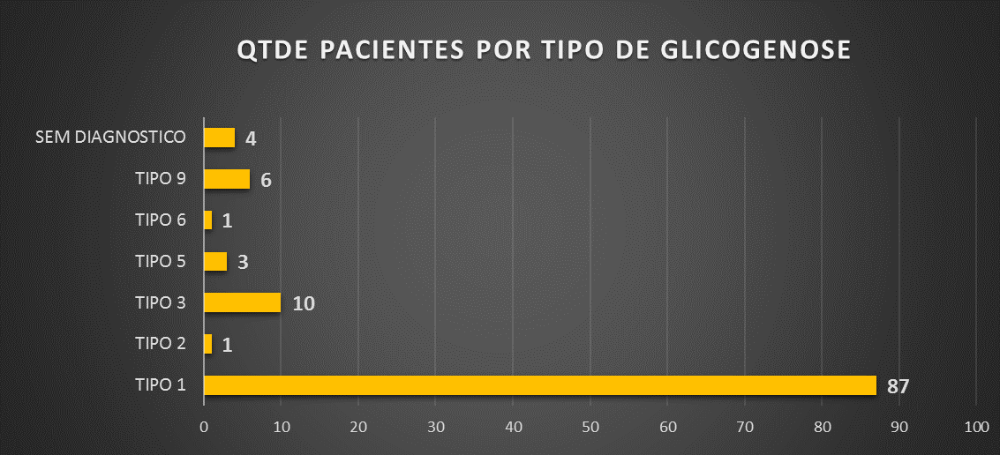 QTDE PACIENTES POR TIPO DE GLICOGENOSE
SEM DIAGNOSTICO 4
TIPO 9 6
TIPO 6 1
TIPO 5 3
TIPO 3 10
TIPO 2 1
TIPO 1 87
0 10 20 30 40 50 60 70 80 90 100